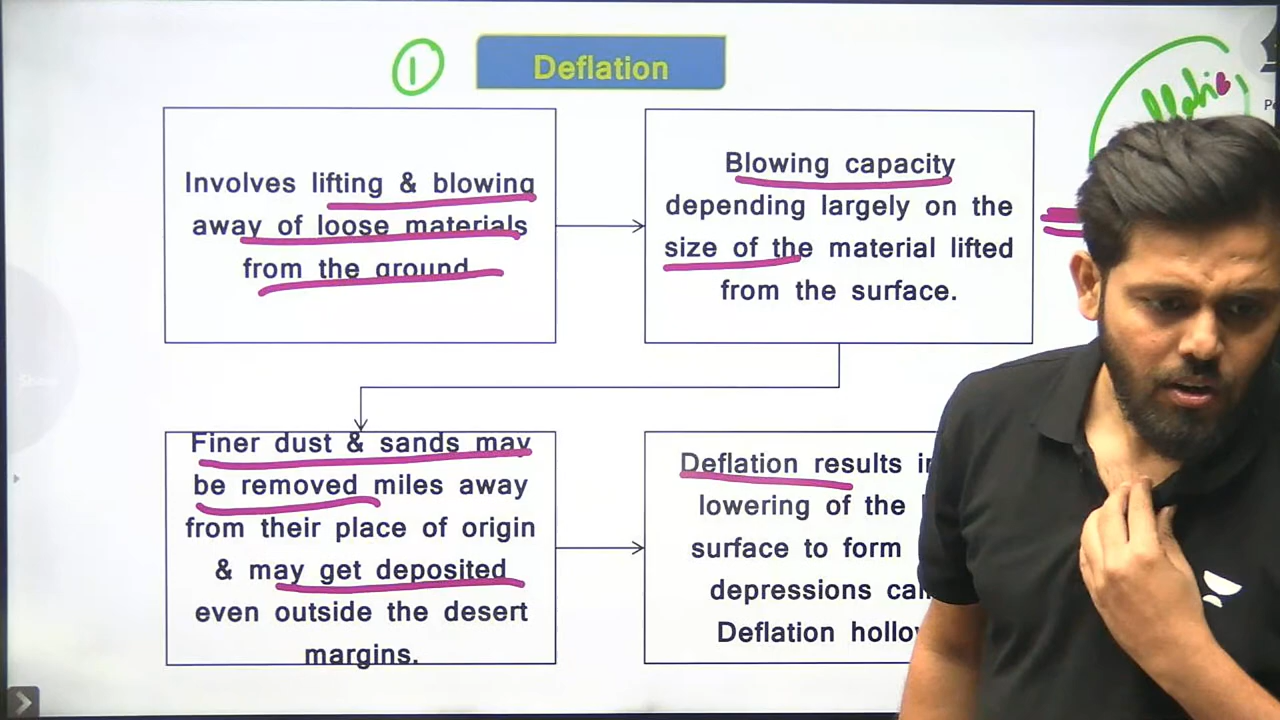 1
Deflation
Involves lifting & blowing
away of loose materials
from the ground
Blowing capacity
depending largely on the
size of the material lifted
from the surface.
Finer dust & sands may
be removed miles away
from their place of origin
& may get deposited
even outside the desert
margins.
Deflation results in
lowering of the
surface to form
depressions
Deflation